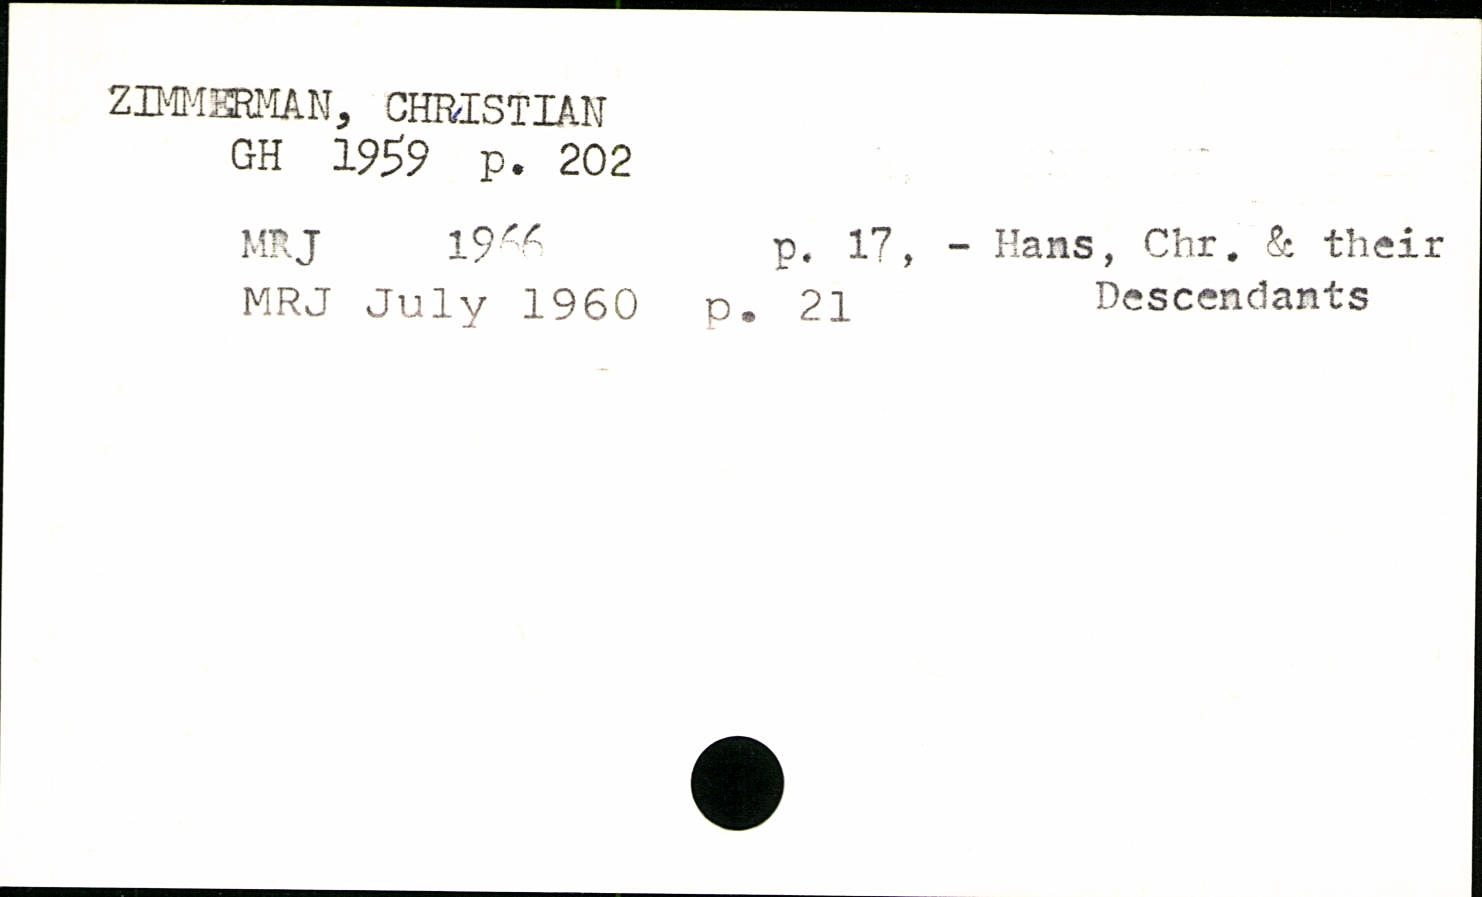 ZIMMERMAN, CHRISTIAN
GH 1959 p. 202
MRJ 1966 p. 17, - Hans, Chr. & their
Descendants
MRJ July 1960 p. 21